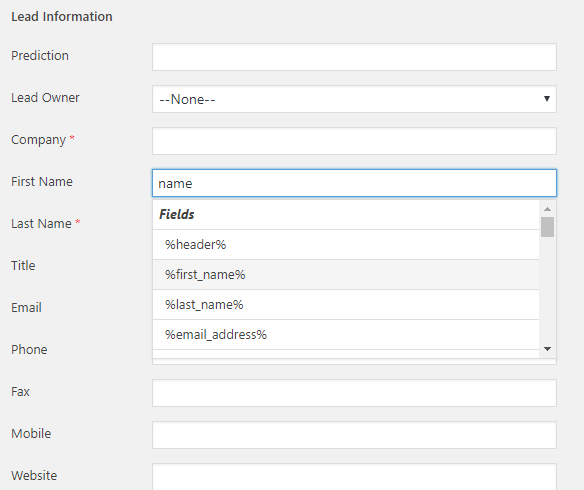 Lead Information
Prediction
Lead Owner --None--
Company *
First Name name
Fields
Last Name *
%header%
Title %first_name%
%last_name%
Email
%email_address%
Phone
Fax
Mobile
Website